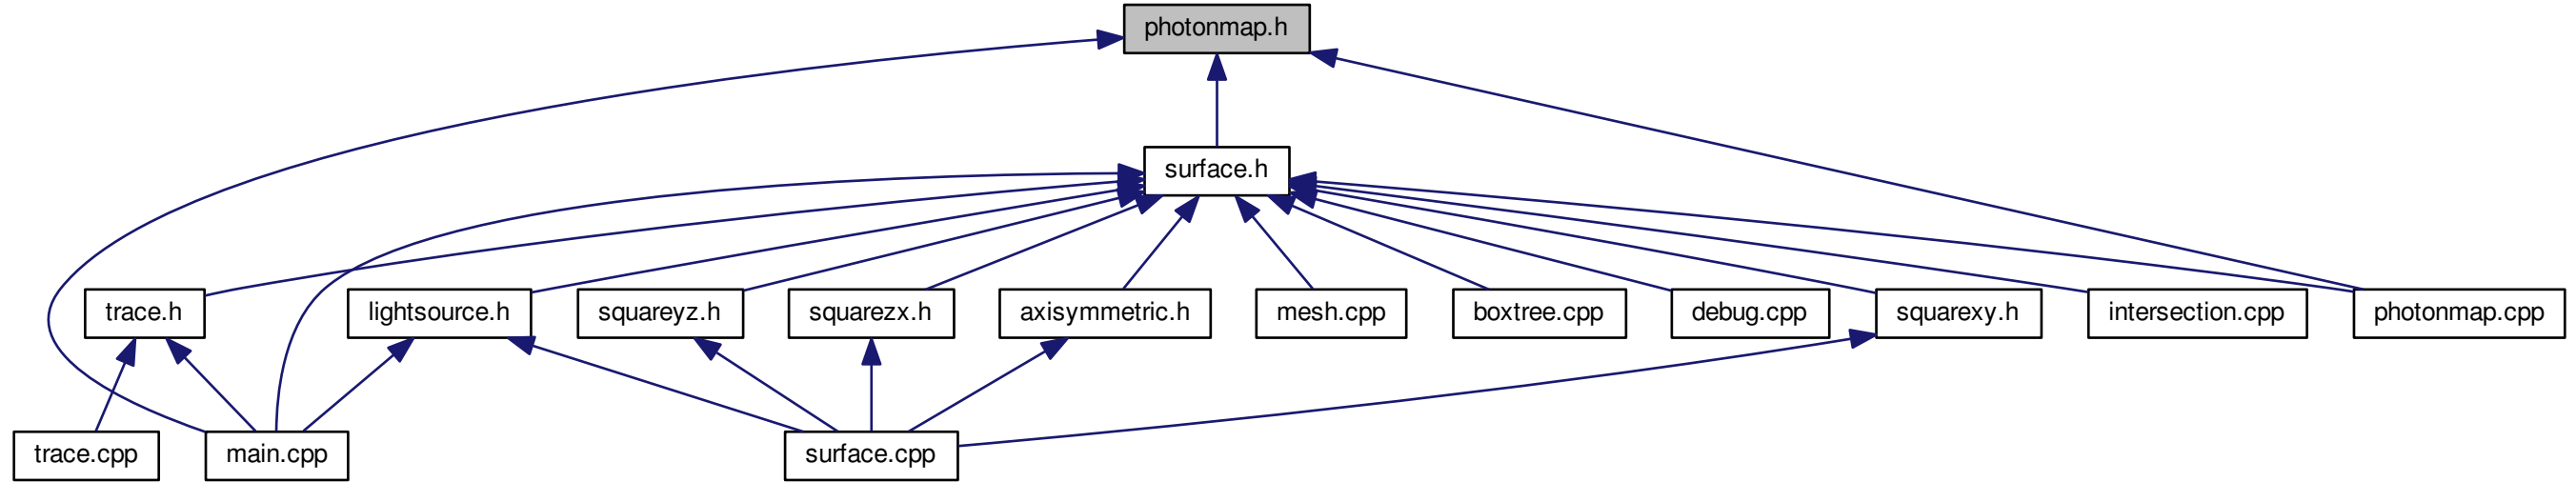 photonmap.h
surface.h
trace.h
lightsource.h
squareyz.h
squarezx.h
axisymmetric.h
mesh.cpp
boxtree.cpp
debug.cpp
squarexy.h
intersection.cpp
photonmap.cpp
trace.cpp
main.cpp
surface.cpp